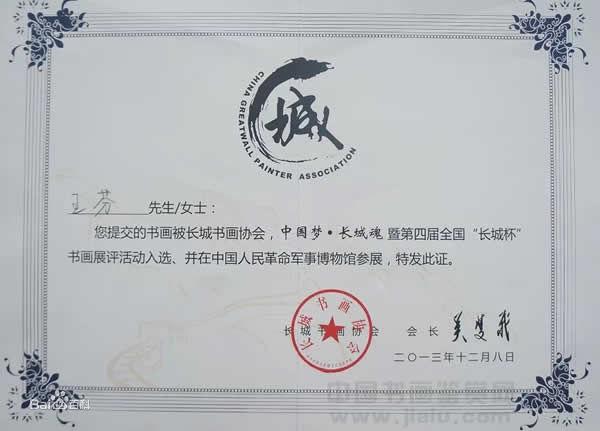 城
CHINA GREATWALL PAINTER ASSOCIATION
王芬 先生/女士：
您提交的书画被长城书画协会，中国梦·长城魂 暨第四届全国“长城杯”
书画展评活动入选、并在中国人民革命军事博物馆参展，特发此证。
长城书画协会
长城书画协会 会长
二〇一三年十二月八日
中国书画鉴赏网
www.jialu.com
Bai百科